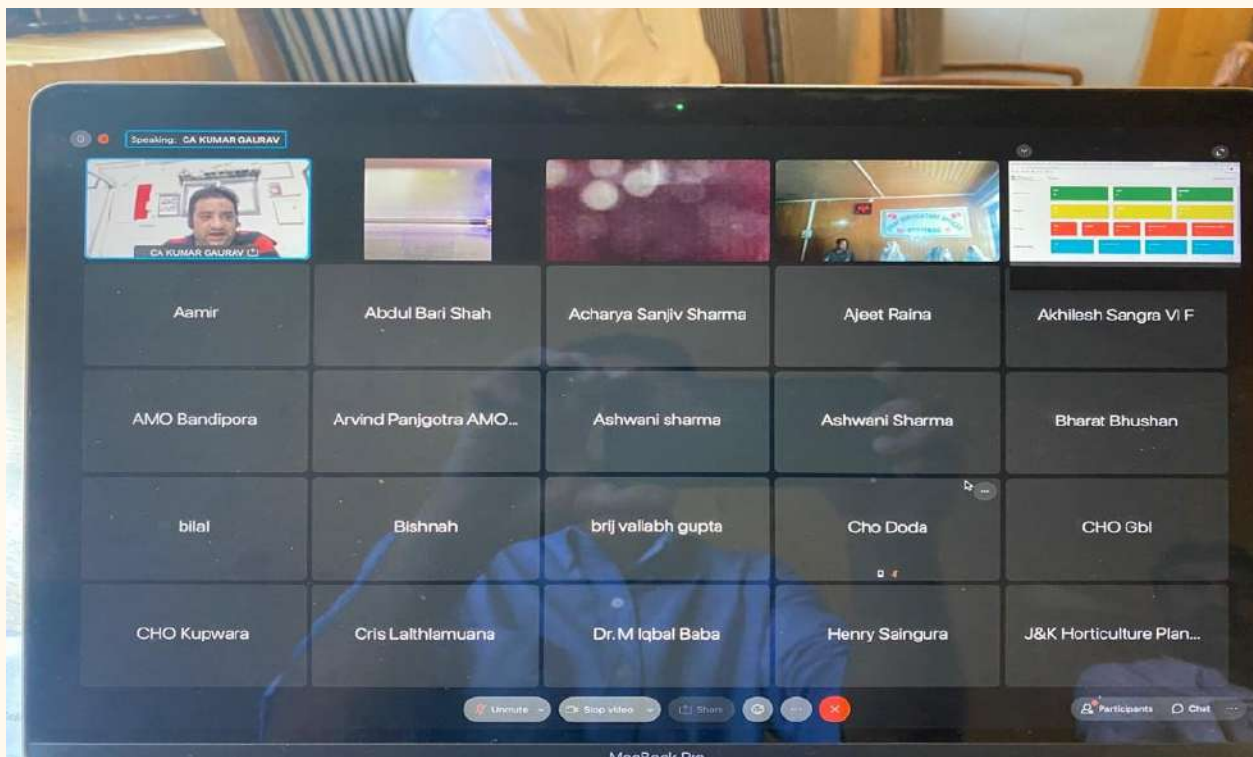 Speaking: CA KUMAR GAURAV
CA KUMAR GAURAV
Aamir
Abdul Bari Shah
Acharya Sanjiv Sharma
Ajeet Raina
Akhilesh Sangra VI F
AMO Bandipora
Arvind Panjgotra AMO...
Ashwani sharma
Ashwani Sharma
Bharat Bhushan
bilal
Bishnah
brij vallabh gupta
Cho Doda
CHO Gbl
CHO Kupwara
Cris Lalthlamuana
Dr. M Iqbal Baba
Henry Saingura
J&K Horticulture Plan...
Unmute
Stop video
Share
Participants
Chat
MacBook Pro